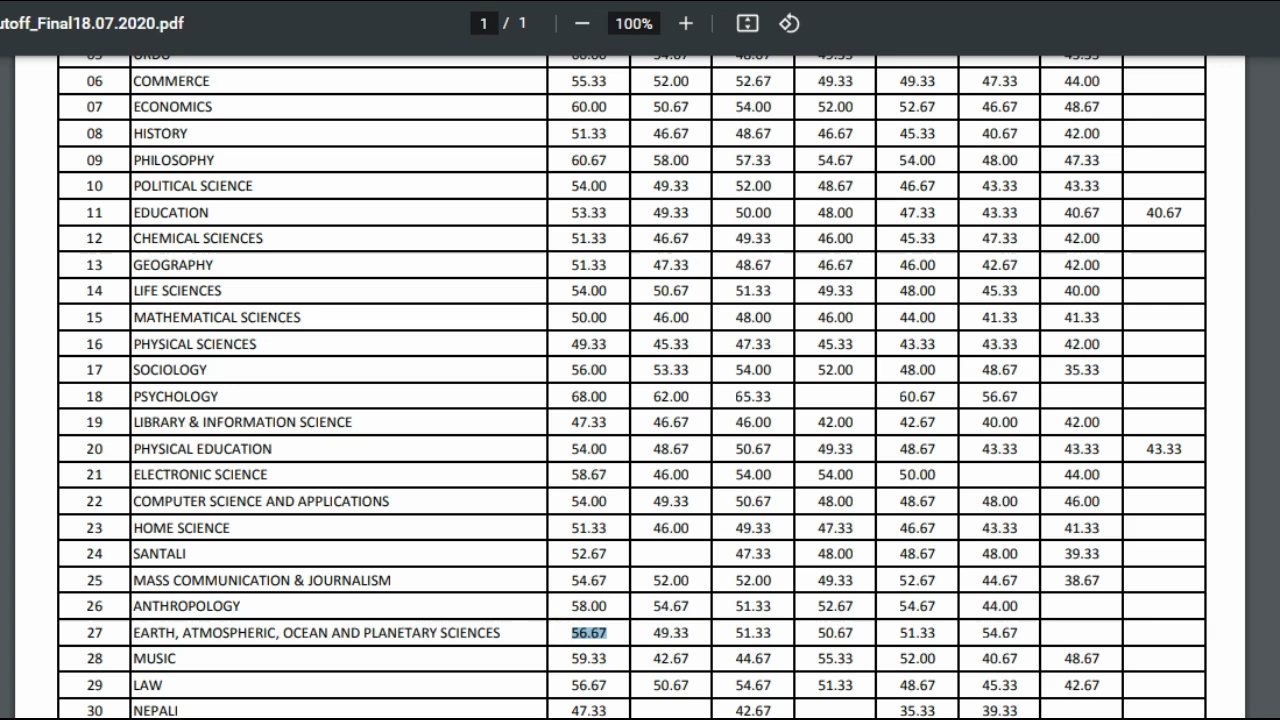 utoff_Final18.07.2020.pdf 1 / 1 100%
06 COMMERCE 55.33 52.00 52.67 49.33 49.33 47.33 44.00
07 ECONOMICS 60.00 50.67 54.00 52.00 52.67 46.67 48.67
08 HISTORY 51.33 46.67 48.67 46.67 45.33 40.67 42.00
09 PHILOSOPHY 60.67 58.00 57.33 54.67 54.00 48.00 47.33
10 POLITICAL SCIENCE 54.00 49.33 52.00 48.67 46.67 43.33 43.33
11 EDUCATION 53.33 49.33 50.00 48.00 47.33 43.33 40.67 40.67
12 CHEMICAL SCIENCES 51.33 46.67 49.33 46.00 45.33 47.33 42.00
13 GEOGRAPHY 51.33 47.33 48.67 46.67 46.00 42.67 42.00
14 LIFE SCIENCES 54.00 50.67 51.33 49.33 48.00 45.33 40.00
15 MATHEMATICAL SCIENCES 50.00 46.00 48.00 46.00 44.00 41.33 41.33
16 PHYSICAL SCIENCES 49.33 45.33 47.33 45.33 43.33 43.33 42.00
17 SOCIOLOGY 56.00 53.33 54.00 52.00 48.00 48.67 35.33
18 PSYCHOLOGY 68.00 62.00 65.33 60.67 56.67
19 LIBRARY & INFORMATION SCIENCE 47.33 46.67 46.00 42.00 42.67 40.00 42.00
20 PHYSICAL EDUCATION 54.00 48.67 50.67 49.33 48.67 43.33 43.33 43.33
21 ELECTRONIC SCIENCE 58.67 46.00 54.00 54.00 50.00 44.00
22 COMPUTER SCIENCE AND APPLICATIONS 54.00 49.33 50.67 48.00 48.67 48.00 46.00
23 HOME SCIENCE 51.33 46.00 49.33 47.33 46.67 43.33 41.33
24 SANTALI 52.67 47.33 48.00 48.67 48.00 39.33
25 MASS COMMUNICATION & JOURNALISM 54.67 52.00 52.00 49.33 52.67 44.67 38.67
26 ANTHROPOLOGY 58.00 54.67 51.33 52.67 54.67 44.00
27 EARTH, ATMOSPHERIC, OCEAN AND PLANETARY SCIENCES 56.67 49.33 51.33 50.67 51.33 54.67
28 MUSIC 59.33 42.67 44.67 55.33 52.00 40.67 48.67
29 LAW 56.67 50.67 54.67 51.33 48.67 45.33 42.67
30 NEPALI 47.33 42.67 35.33 39.33